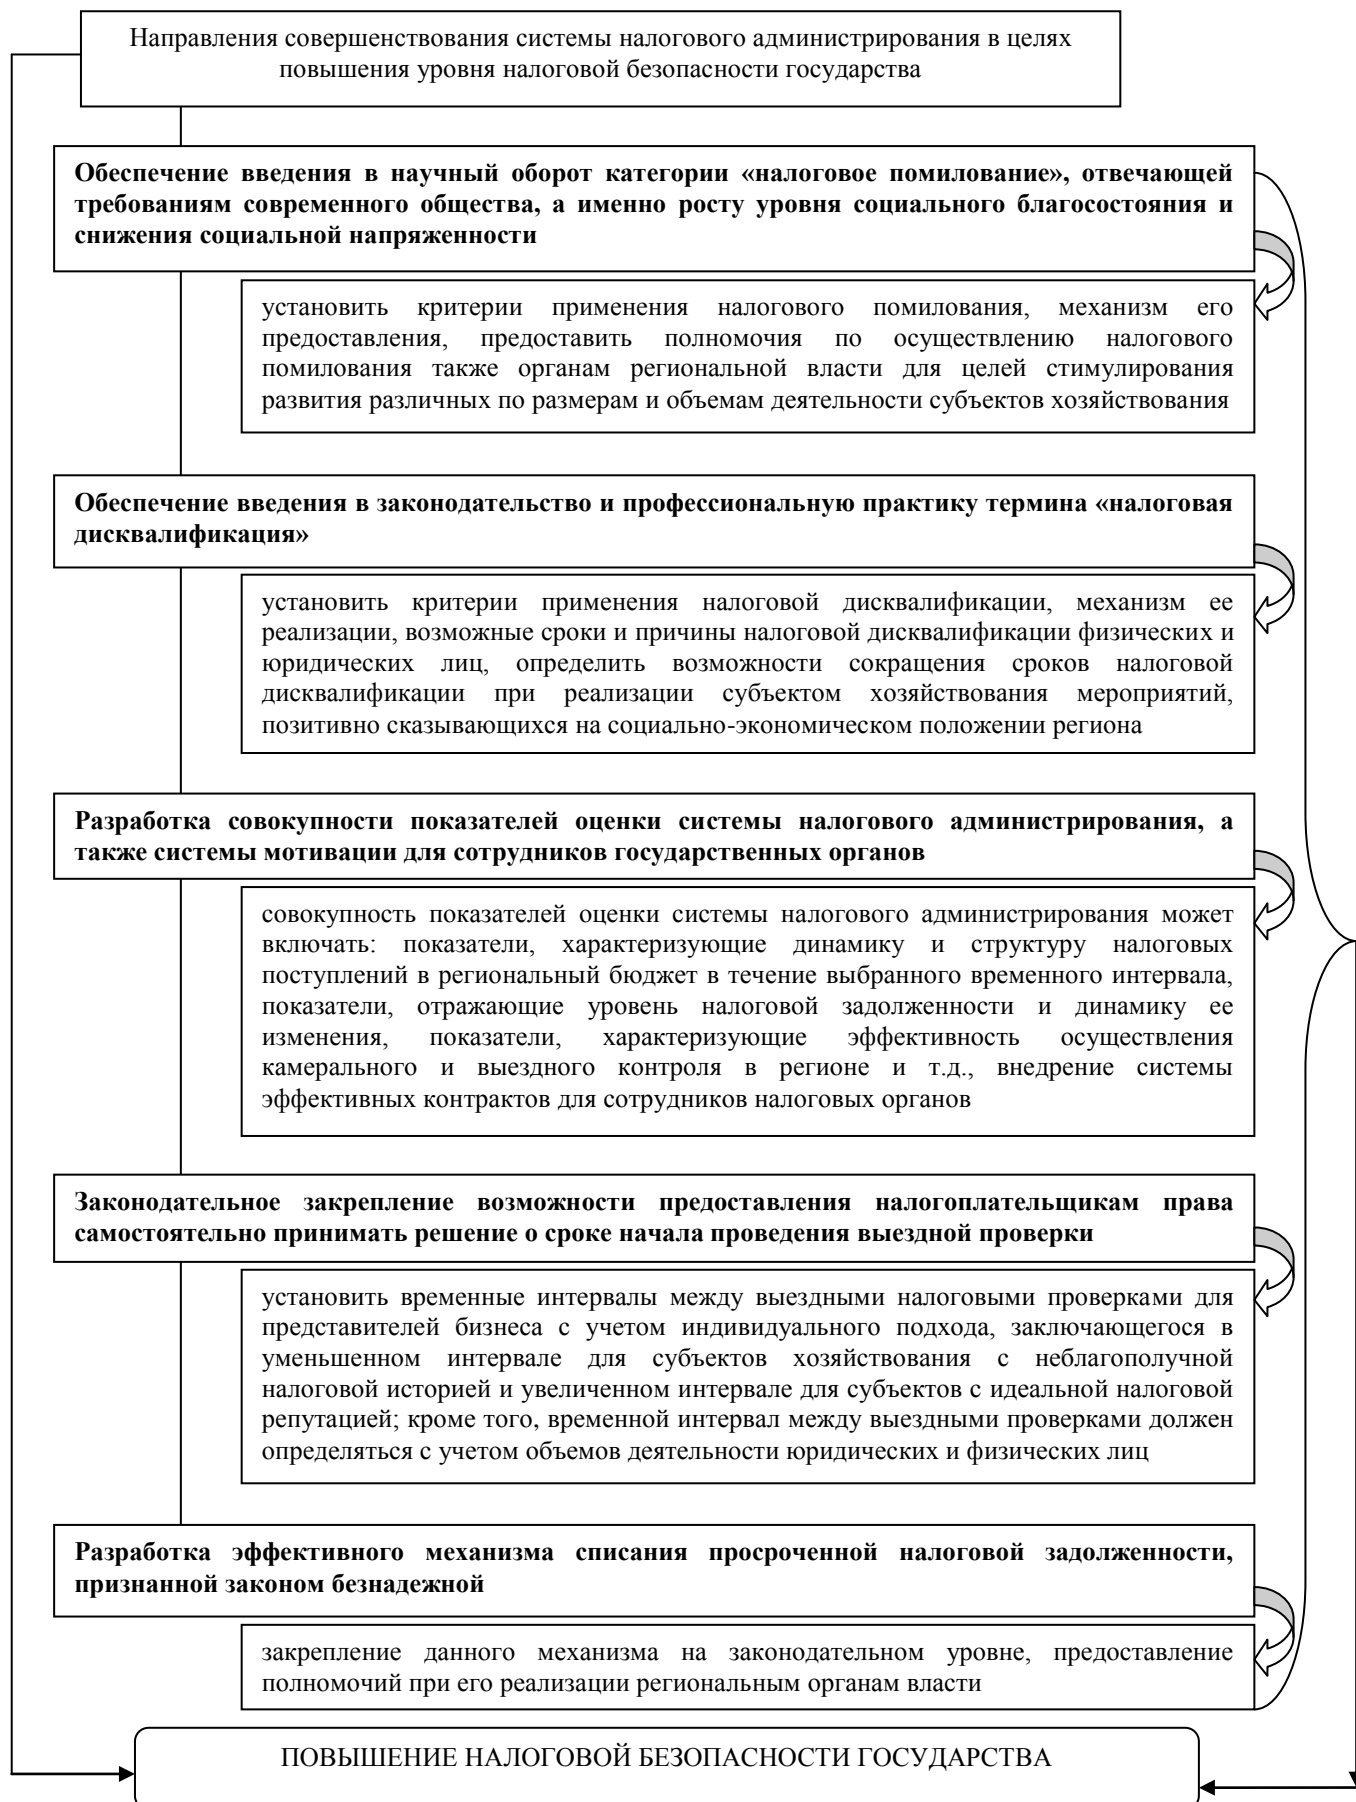 Направления совершенствования системы налогового администрирования в целях
повышения уровня налоговой безопасности государства
Обеспечение введения в научный оборот категории «налоговое помилование», отвечающей
требованиям современного общества, а именно росту уровня социального благосостояния и
снижения социальной напряженности
установить критерии применения налогового помилования, механизм его
предоставления, предоставить полномочия по осуществлению налогового
помилования также органам региональной власти для целей стимулирования
развития различных по размерам и объемам деятельности субъектов хозяйствования
Обеспечение введения в законодательство и профессиональную практику термина «налоговая
дисквалификация»
установить критерии применения налоговой дисквалификации, механизм ее
реализации, возможные сроки и причины налоговой дисквалификации физических и
юридических лиц, определить возможности сокращения сроков налоговой
дисквалификации при реализации субъектом хозяйствования мероприятий,
позитивно сказывающихся на социально-экономическом положении региона
Разработка совокупности показателей оценки системы налогового администрирования, а
также системы мотивации для сотрудников государственных органов
совокупность показателей оценки системы налогового администрирования может
включать: показатели, характеризующие динамику и структуру налоговых
поступлений в региональный бюджет в течение выбранного временного интервала,
показатели, отражающие уровень налоговой задолженности и динамику ее
изменения, показатели, характеризующие эффективность осуществления
камерального и выездного контроля в регионе и т.д., внедрение системы
эффективных контрактов для сотрудников налоговых органов
Законодательное закрепление возможности предоставления налогоплательщикам права
самостоятельно принимать решение о сроке начала проведения выездной проверки
установить временные интервалы между выездными налоговыми проверками для
представителей бизнеса с учетом индивидуального подхода, заключающегося в
уменьшенном интервале для субъектов хозяйствования с неблагополучной
налоговой историей и увеличенном интервале для субъектов с идеальной налоговой
репутацией; кроме того, временной интервал между выездными проверками должен
определяться с учетом объемов деятельности юридических и физических лиц
Разработка эффективного механизма списания просроченной налоговой задолженности,
признанной законом безнадежной
закрепление данного механизма на законодательном уровне, предоставление
полномочий при его реализации региональным органам власти
ПОВЫШЕНИЕ НАЛОГОВОЙ БЕЗОПАСНОСТИ ГОСУДАРСТВА